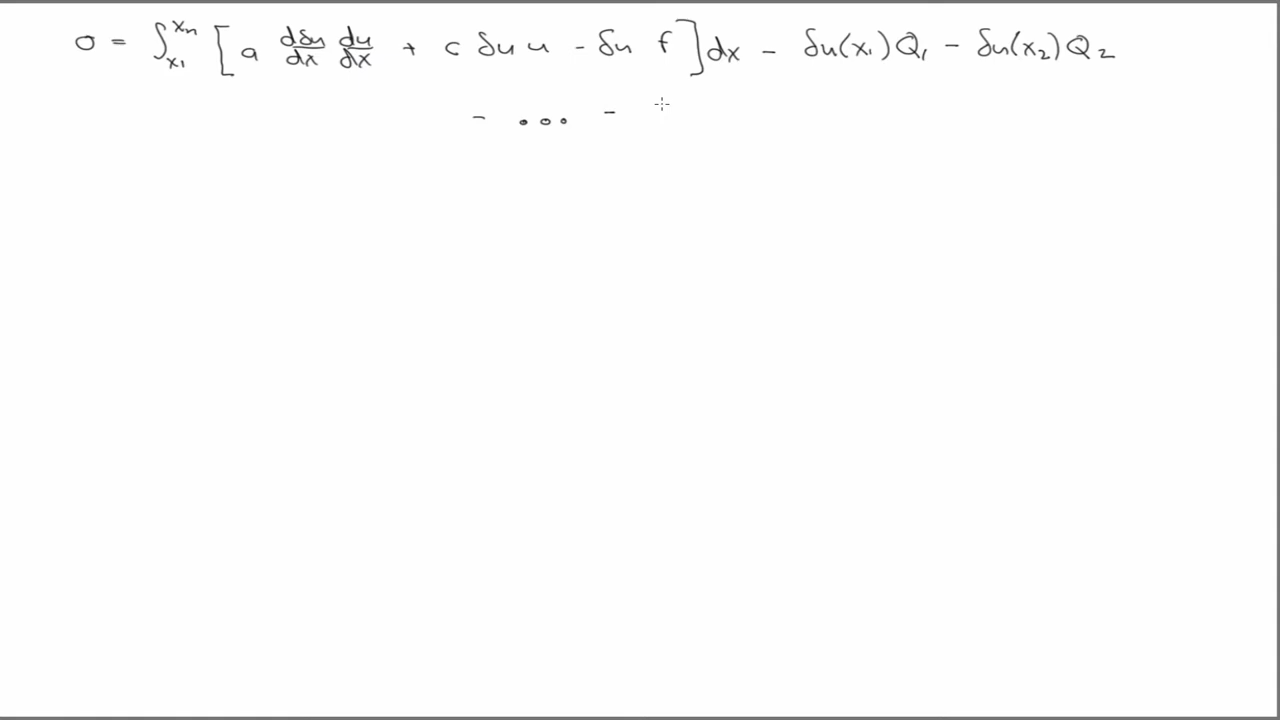 0 = ∫_{x₁}^{xₙ} [ a dδu/dx du/dx + c δu u - δu f ] dx - δu(x₁)Q₁ - δu(x₂)Q₂
- ... -